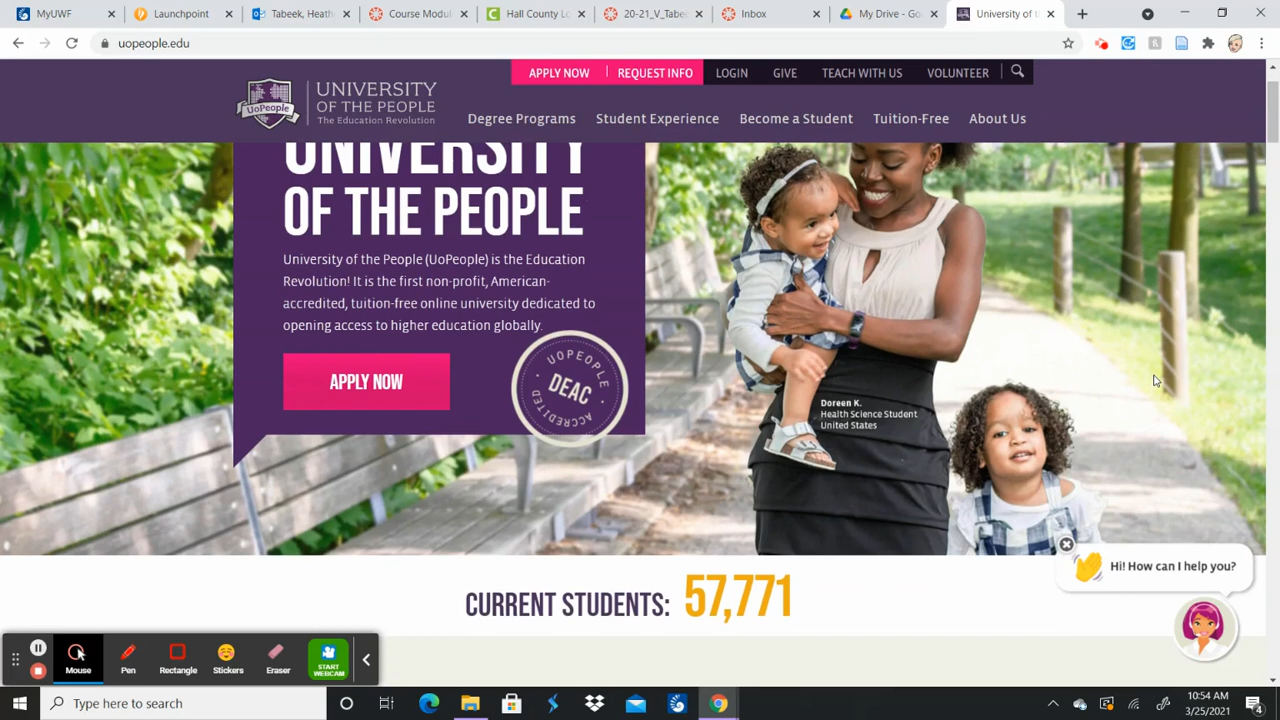 MyUWF
Launchpoint
Tabeek, Heath
Course Modul
Hall County Lo
20-21_V_Tabe
Inbox
My Drive - Go
University of t
uopeople.edu
APPLY NOW
REQUEST INFO
LOGIN
GIVE
TEACH WITH US
VOLUNTEER
UoPeople
UNIVERSITY
OF THE PEOPLE
The Education Revolution
Degree Programs
Student Experience
Become a Student
Tuition-Free
About Us
UNIVERSITY
OF THE PEOPLE
University of the People (UoPeople) is the Education
Revolution! It is the first non-profit, American-
accredited, tuition-free online university dedicated to
opening access to higher education globally.
APPLY NOW
UOPEOPLE
DEAC
ACCREDITED
Doreen K.
Health Science Student
United States
Hi! How can I help you?
CURRENT STUDENTS: 57,771
Mouse
Pen
Rectangle
Stickers
Eraser
START
WEBCAM
Type here to search
10:54 AM
3/25/2021
4